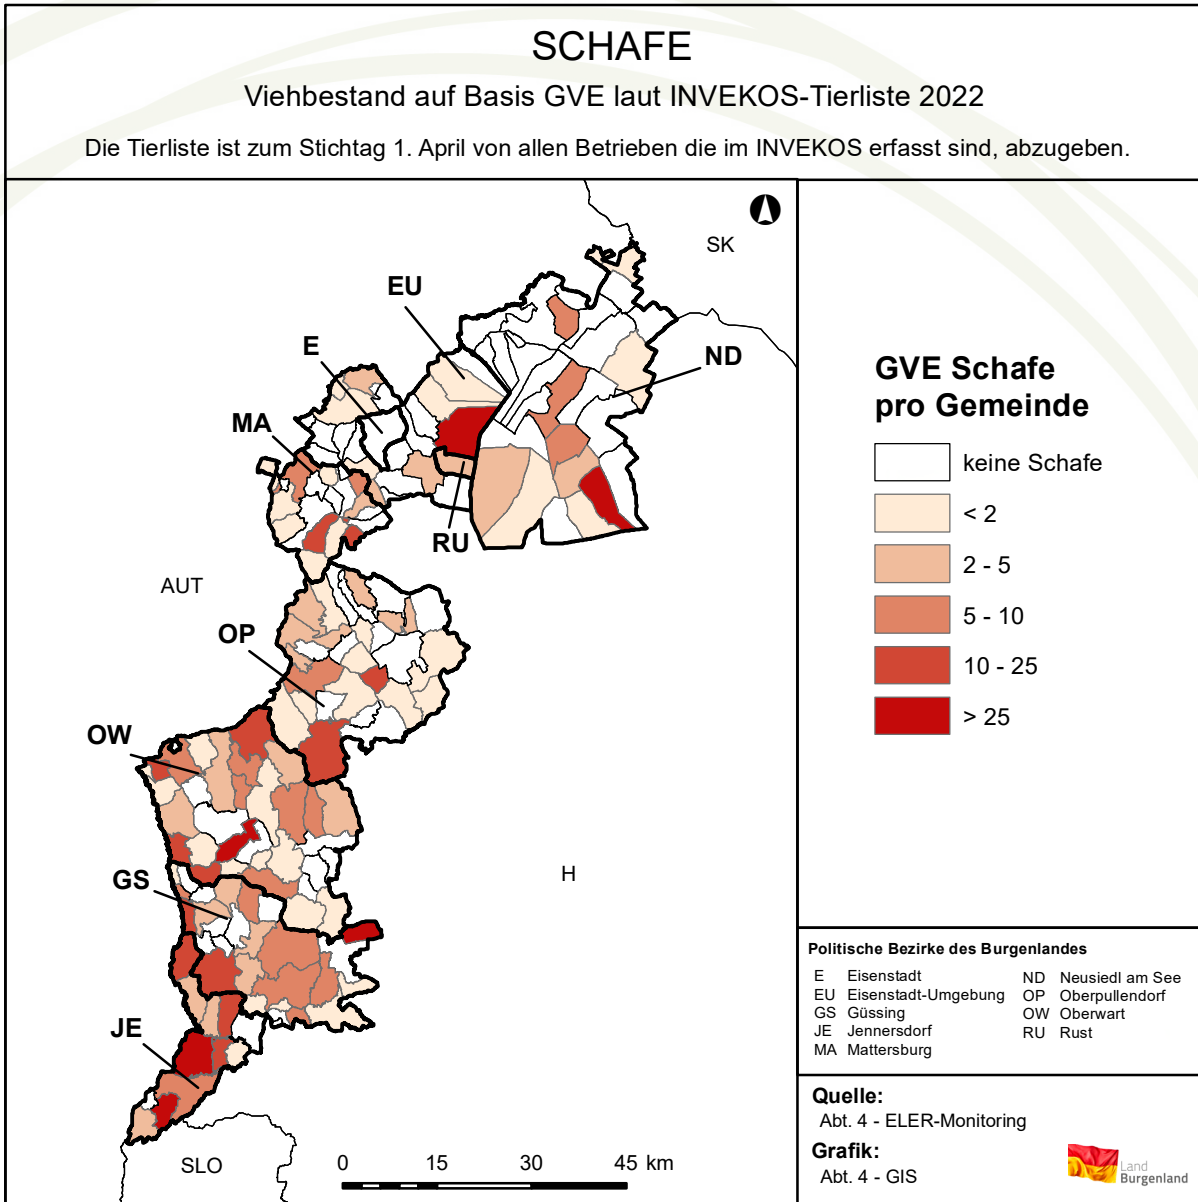 SCHAFE
Viehbestand auf Basis GVE laut INVEKOS-Tierliste 2022
Die Tierliste ist zum Stichtag 1. April von allen Betrieben die im INVEKOS erfasst sind, abzugeben.
SK
EU
E
ND
MA
RU
AUT
OP
OW
H
GS
JE
SLO
0 15 30 45 km
GVE Schafe
pro Gemeinde
keine Schafe
< 2
2 - 5
5 - 10
10 - 25
> 25
Politische Bezirke des Burgenlandes
E Eisenstadt
EU Eisenstadt-Umgebung
GS Güssing
JE Jennersdorf
MA Mattersburg
ND Neusiedl am See
OP Oberpullendorf
OW Oberwart
RU Rust
Quelle:
Abt. 4 - ELER-Monitoring
Grafik:
Abt. 4 - GIS
Land
Burgenland